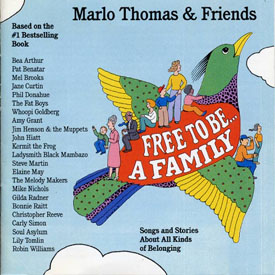 Marlo Thomas & Friends
Based on the
#1 Bestselling
Book
Bea Arthur
Pat Benatar
Mel Brooks
Jane Curtin
Phil Donahue
The Fat Boys
Whoopi Goldberg
Amy Grant
Jim Henson & the Muppets
John Hiatt
Kermit the Frog
Ladysmith Black Mambazo
Steve Martin
Elaine May
The Melody Makers
Mike Nichols
Gilda Radner
Bonnie Raitt
Christopher Reeve
Carly Simon
Soul Asylum
Lily Tomlin
Robin Williams
FREE TO BE...
A FAMILY
Songs and Stories
About All Kinds
of Belonging